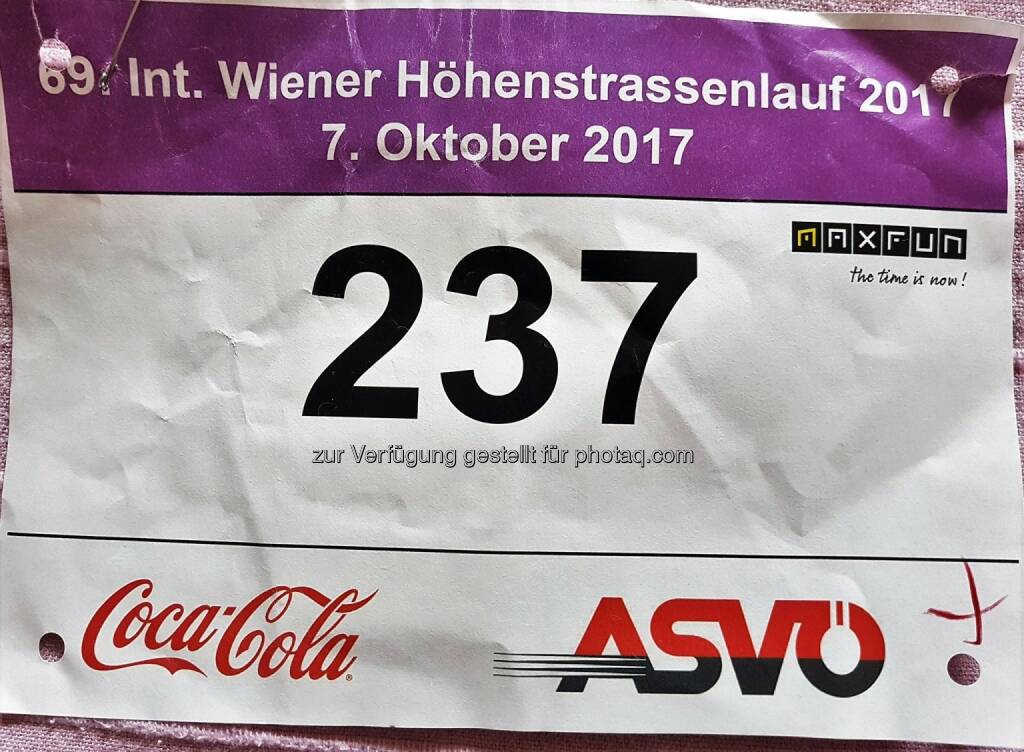 69. Int. Wiener Höhenstrassenlauf 2017
7. Oktober 2017
MAXFUN
the time is now!
237
zur Verfügung gestellt für photaq.com
Coca-Cola®
ASVÖ